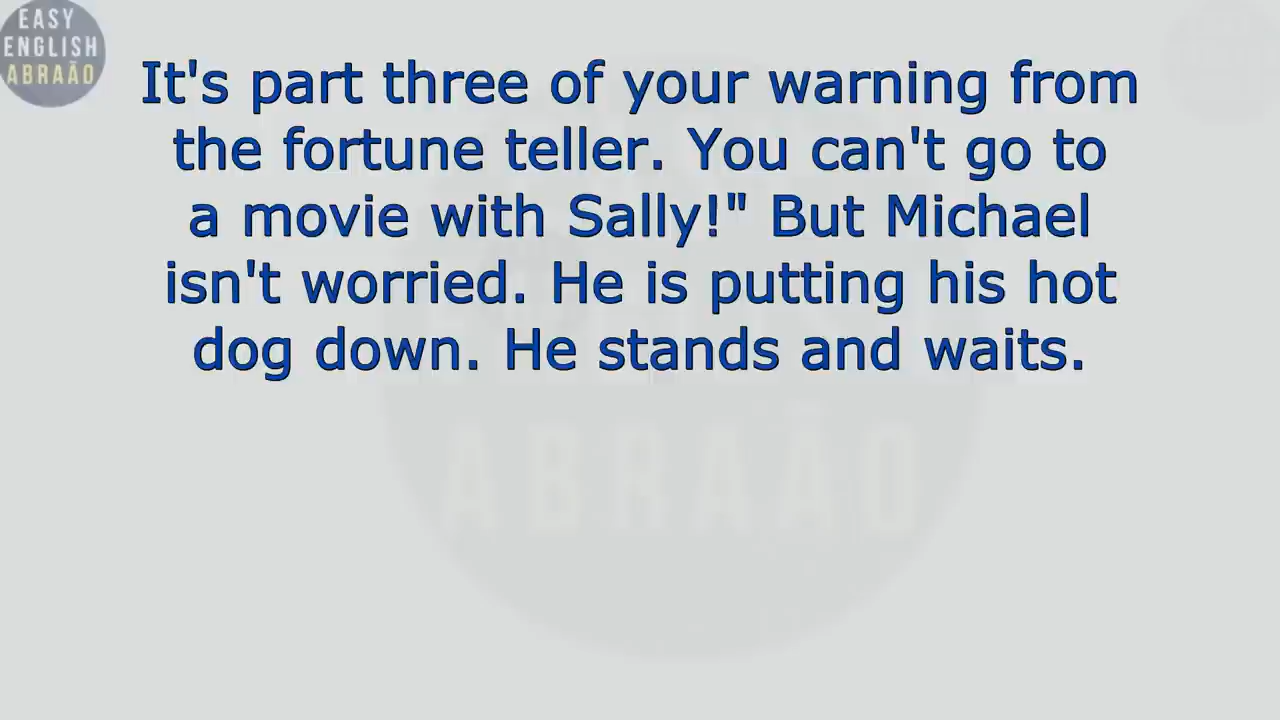 EASY
ENGLISH
ABRAÃO
It's part three of your warning from
the fortune teller. You can't go to
a movie with Sally!" But Michael
isn't worried. He is putting his hot
dog down. He stands and waits.
ABRAÃO